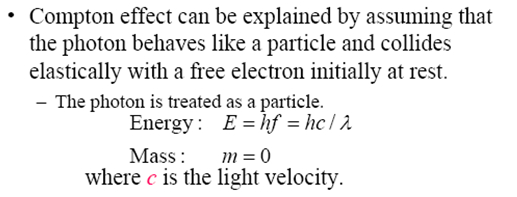 • Compton effect can be explained by assuming that
the photon behaves like a particle and collides
elastically with a free electron initially at rest.
– The photon is treated as a particle.
Energy : E = hf = hc / λ
Mass : m = 0
where c is the light velocity.